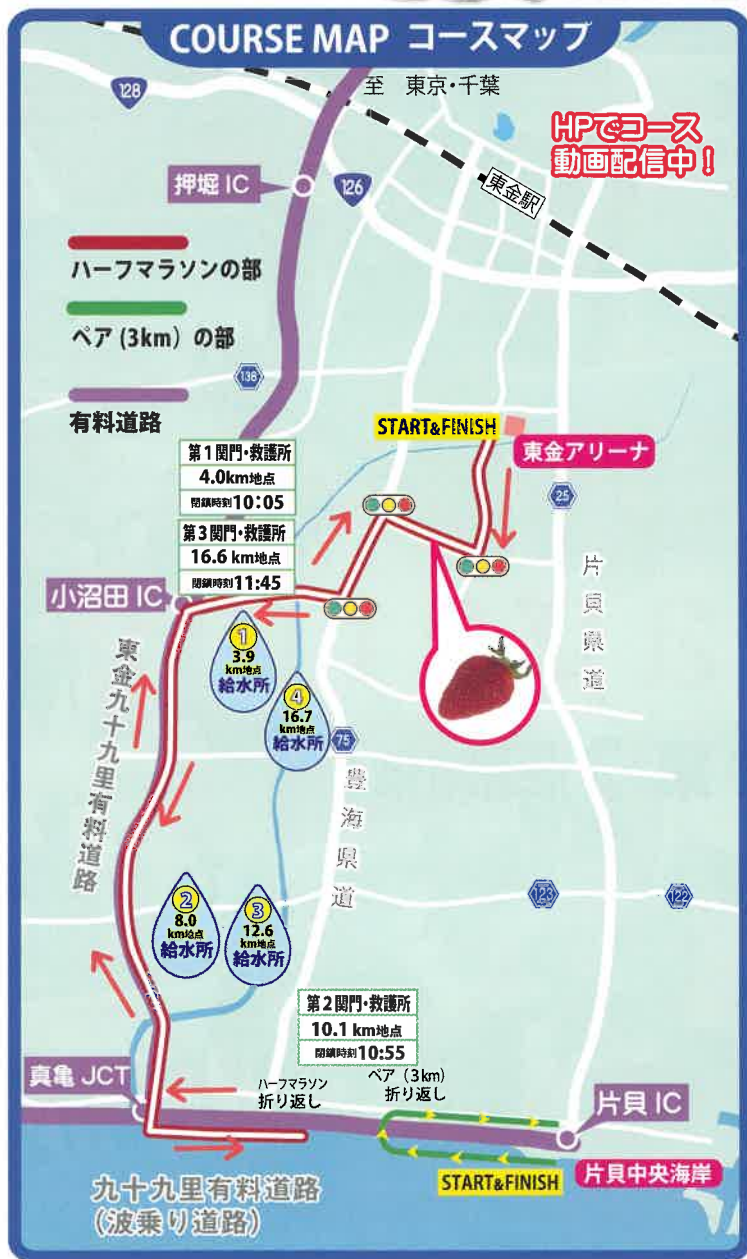 COURSE MAP コースマップ
128
至 東京・千葉
HPでコース
動画配信中！
押堀 IC
126
東金駅
ハーフマラソンの部
ペア (3km) の部
138
有料道路
START&FINISH
東金アリーナ
第1関門・救護所
4.0km地点
閉鎖時刻10:05
25
第3関門・救護所
16.6 km地点
閉鎖時刻11:45
片貝県道
小沼田 IC
1
3.9
km地点
給水所
4
16.7
km地点
給水所
75
東金九十九里有料道路
豊海県道
2
8.0
km地点
給水所
3
12.6
km地点
給水所
123
122
第2関門・救護所
10.1 km地点
閉鎖時刻10:55
真亀 JCT
ハーフマラソン
折り返し
ペア (3km)
折り返し
片貝 IC
START&FINISH
片貝中央海岸
九十九里有料道路
(波乗り道路)